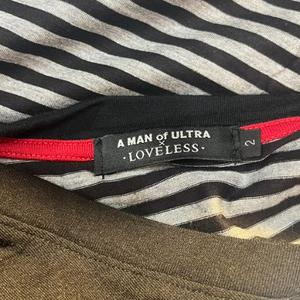 A MAN of ULTRA
×
·LOVELESS·
2